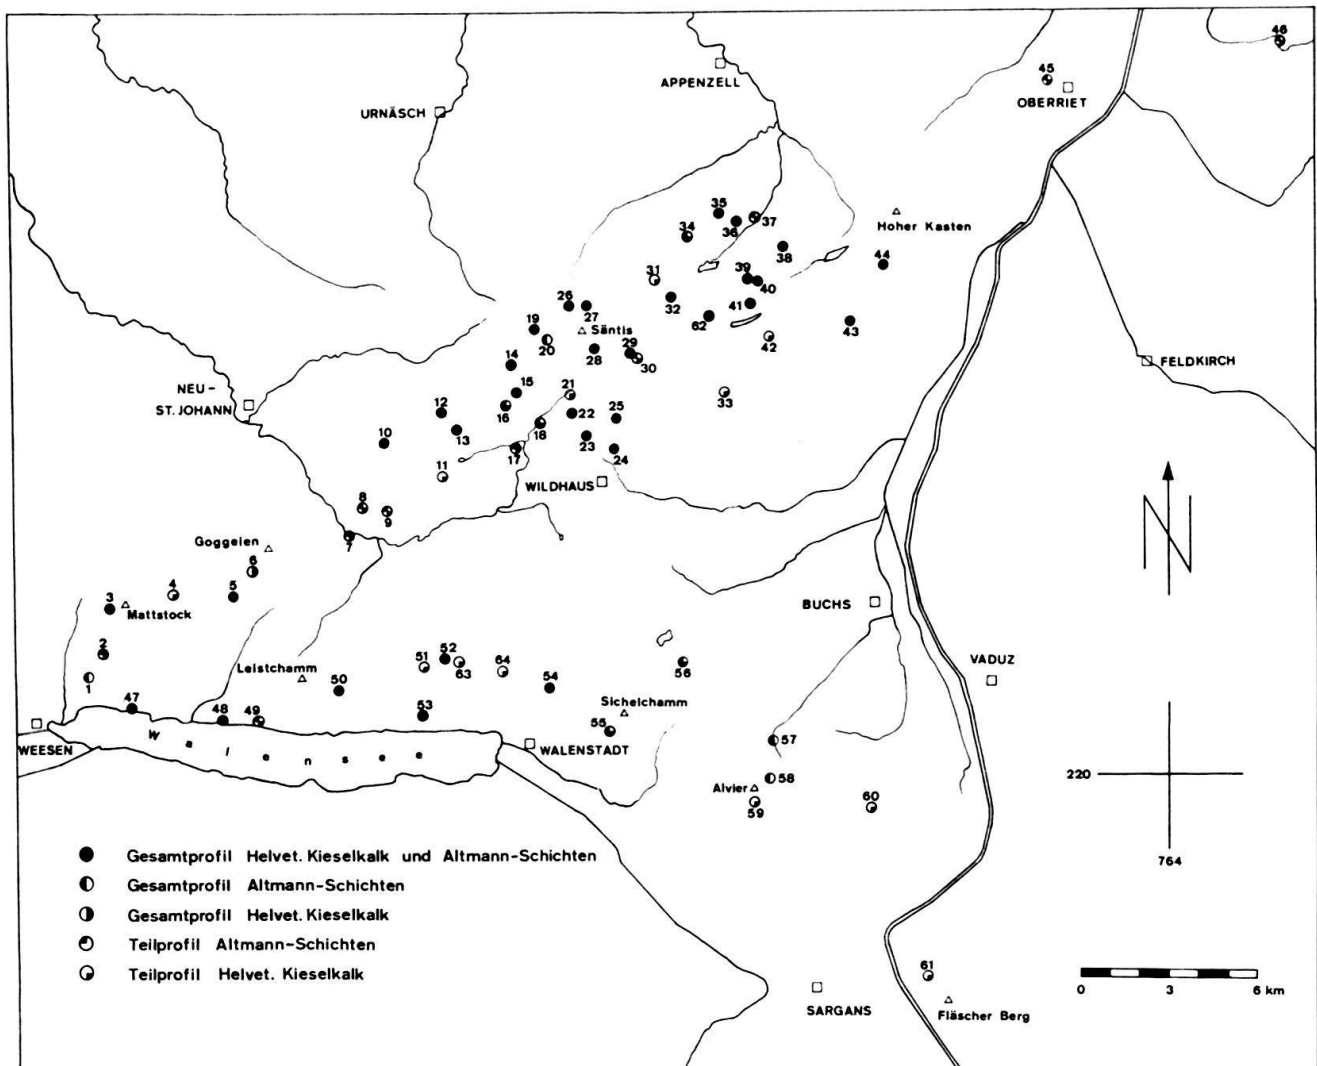 46
45
APPENZELL
OBERRIET
URNÄSCH
35
37
36
34
Hoher Kasten
38
44
31
39
40
26
32
41
27
19
62
43
Säntis
20
29
42
28
30
14
FELDKIRCH
NEU-
ST. JOHANN
15
21
33
12
16
22
25
18
10
13
23
17
24
11
WILDHAUS
8
9
Goggelen
7
6
4
5
3
Mattstock
BUCHS
2
52
51
64
63
Leistchamm
56
VADUZ
1
50
54
Sichelchamm
47
48
49
53
55
WEESEN
Walensee
WALENSTADT
57
220
58
Alvier
59
60
764
Gesamtprofil Helvet. Kieselkalk und Altmann-Schichten
Gesamtprofil Altmann-Schichten
Gesamtprofil Helvet. Kieselkalk
Teilprofil Altmann-Schichten
Teilprofil Helvet. Kieselkalk
61
N
0 3 6 km
SARGANS
Fläscher Berg